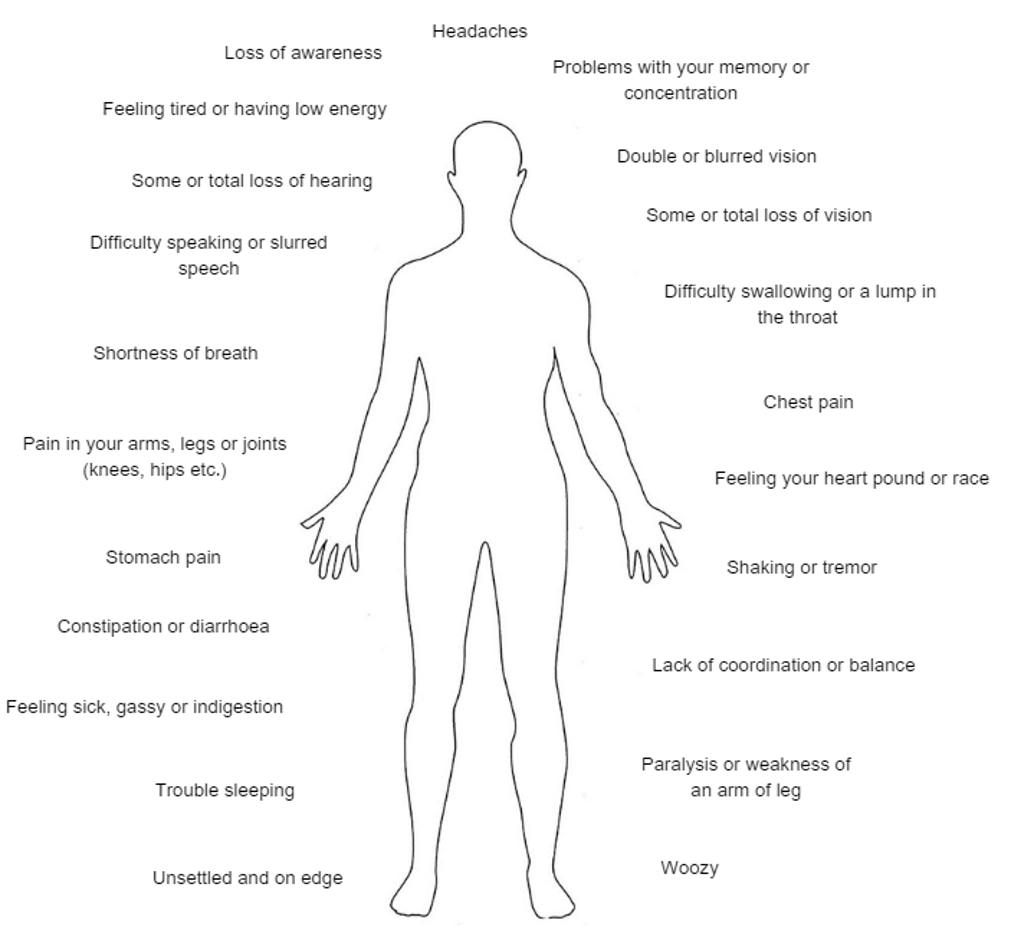 Headaches
Loss of awareness
Problems with your memory or
concentration
Feeling tired or having low energy
Double or blurred vision
Some or total loss of hearing
Some or total loss of vision
Difficulty speaking or slurred
speech
Difficulty swallowing or a lump in
the throat
Shortness of breath
Chest pain
Pain in your arms, legs or joints
(knees, hips etc.)
Feeling your heart pound or race
Stomach pain
Shaking or tremor
Constipation or diarrhoea
Lack of coordination or balance
Feeling sick, gassy or indigestion
Paralysis or weakness of
an arm of leg
Trouble sleeping
Woozy
Unsettled and on edge